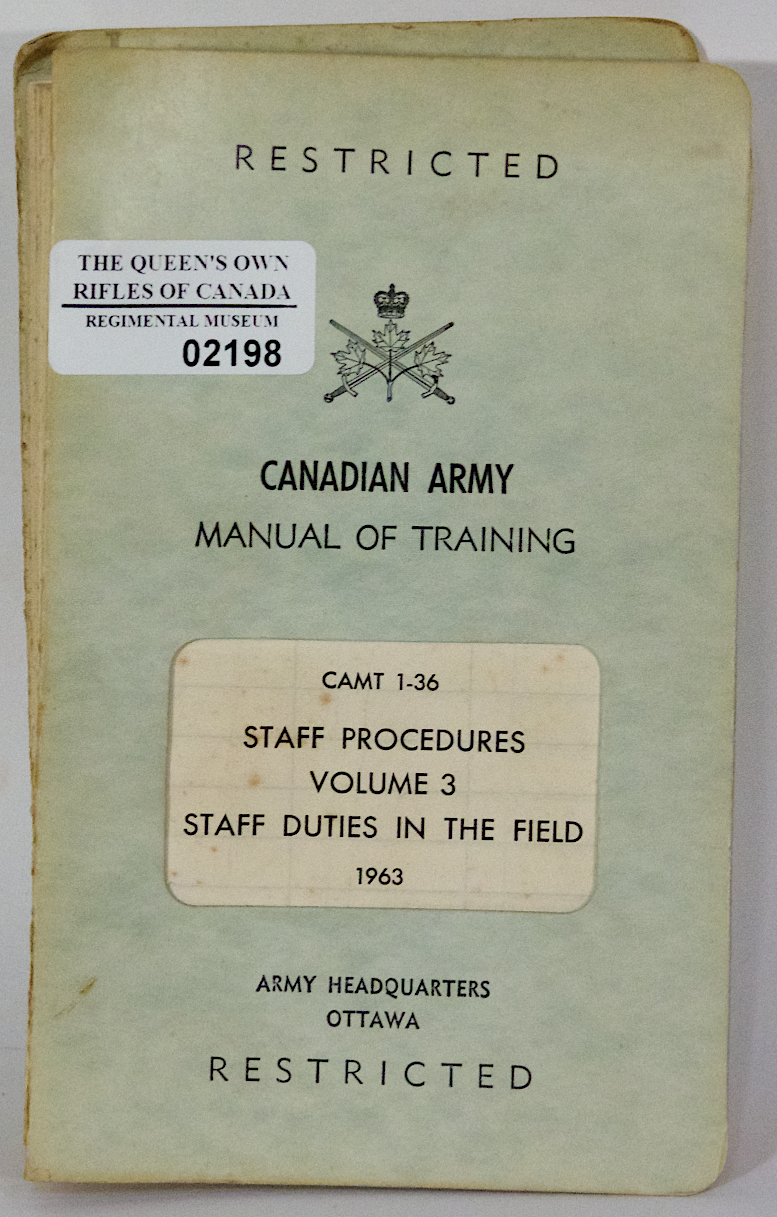 RESTRICTED
THE QUEEN'S OWN
RIFLES OF CANADA
REGIMENTAL MUSEUM
02198
CANADIAN ARMY
MANUAL OF TRAINING
CAMT 1-36
STAFF PROCEDURES
VOLUME 3
STAFF DUTIES IN THE FIELD
1963
ARMY HEADQUARTERS
OTTAWA
RESTRICTED